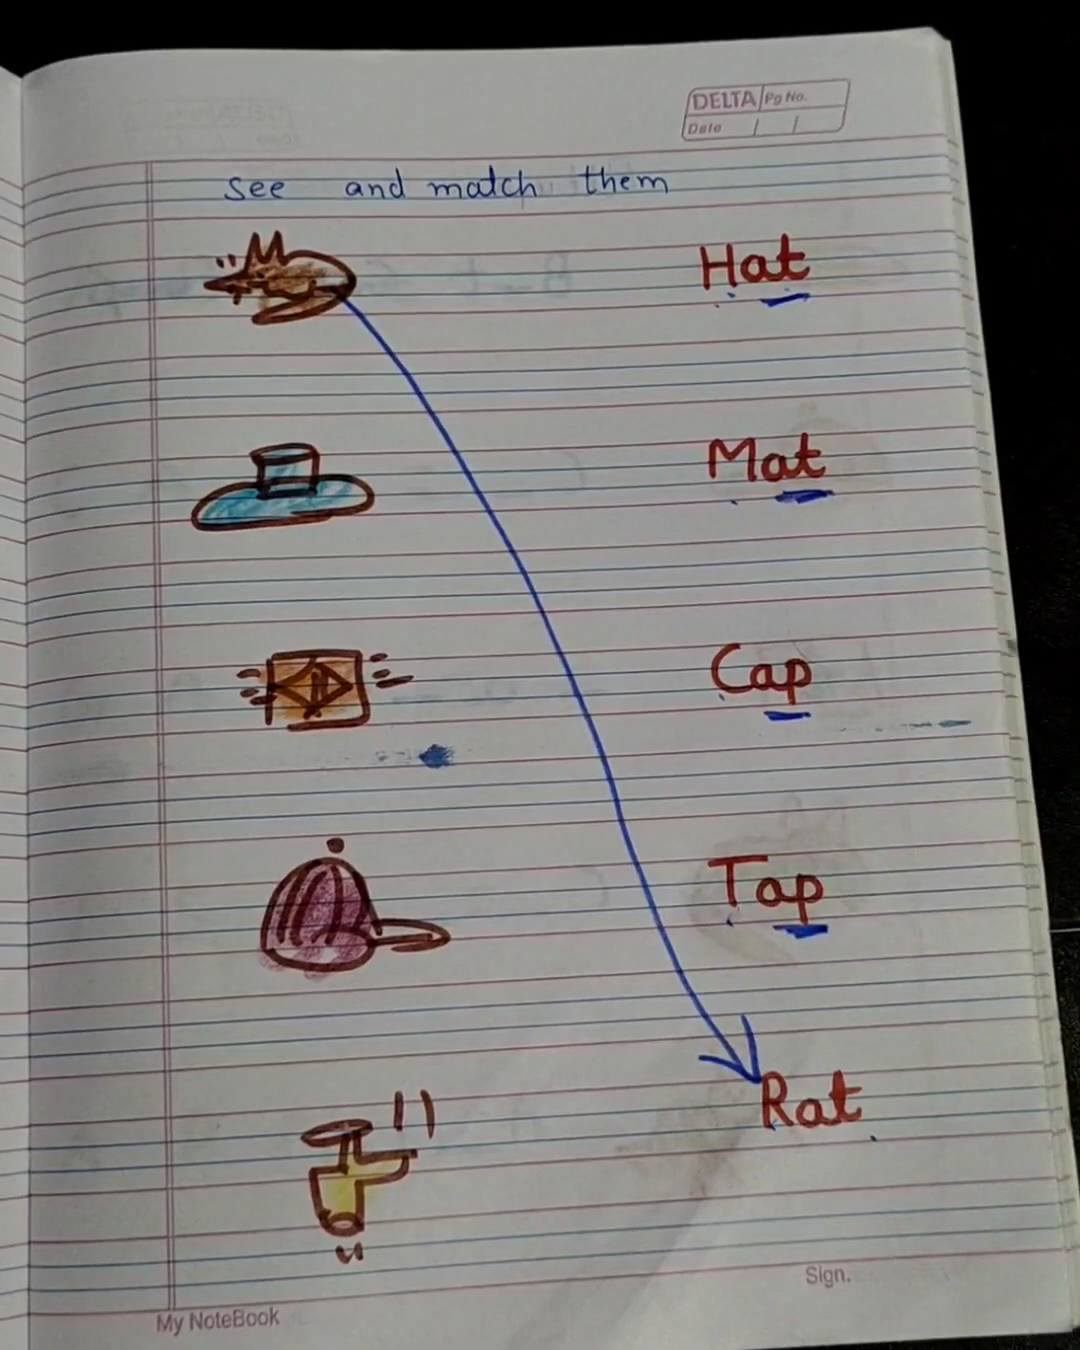 DELTA Pg No.
Date
see and match them
Hat
Mat
Cap
Tap
Rat
Sign.
My NoteBook